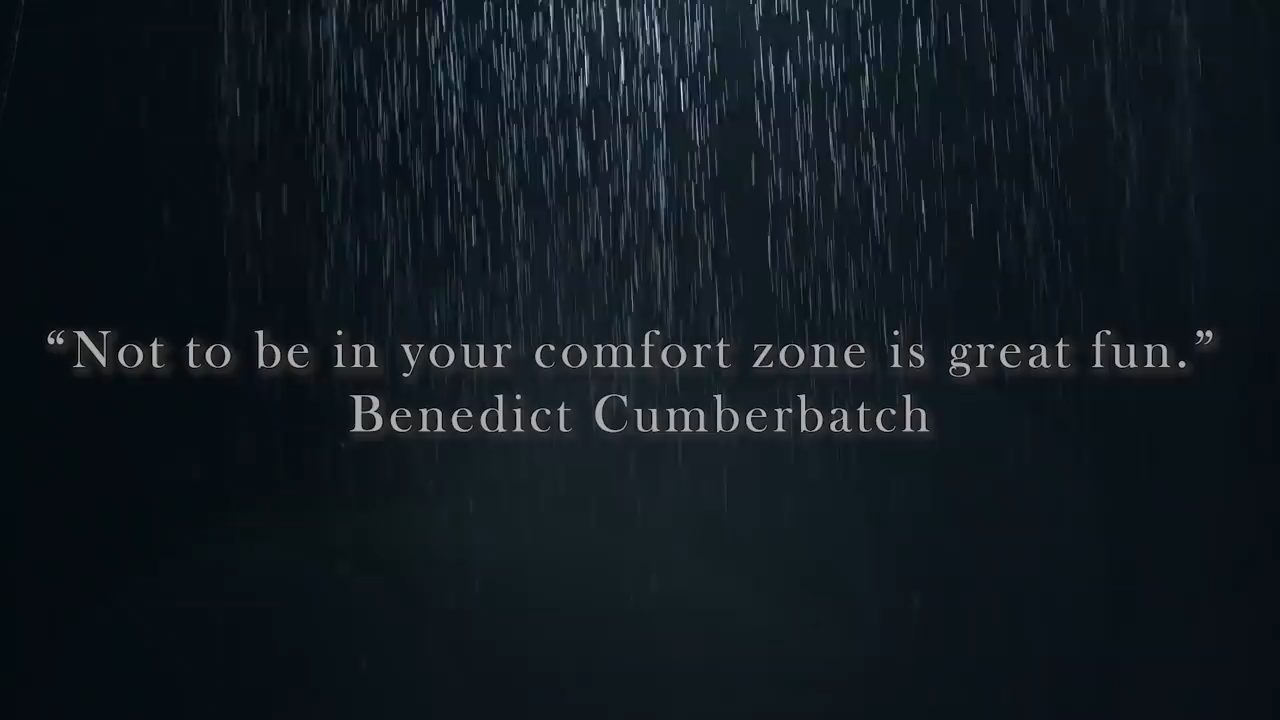 “Not to be in your comfort zone is great fun.”
Benedict Cumberbatch